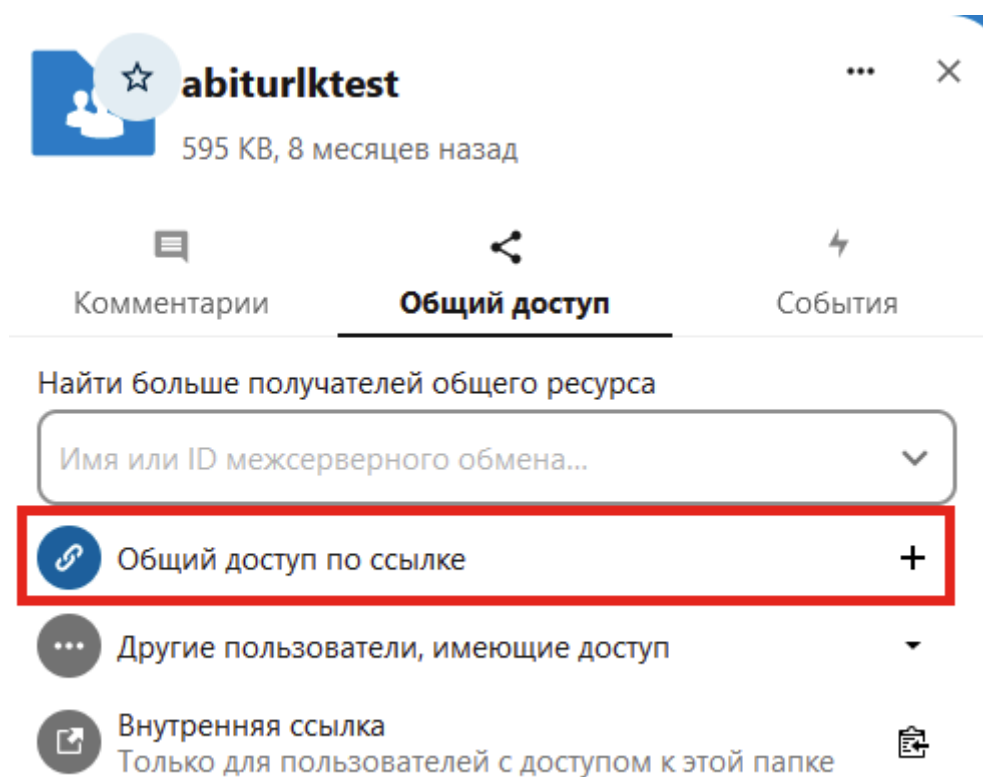 abiturlktest
595 KB, 8 месяцев назад
Комментарии
Общий доступ
События
Найти больше получателей общего ресурса
Имя или ID межсерверного обмена...
Общий доступ по ссылке
Другие пользователи, имеющие доступ
Внутренняя ссылка
Только для пользователей с доступом к этой папке